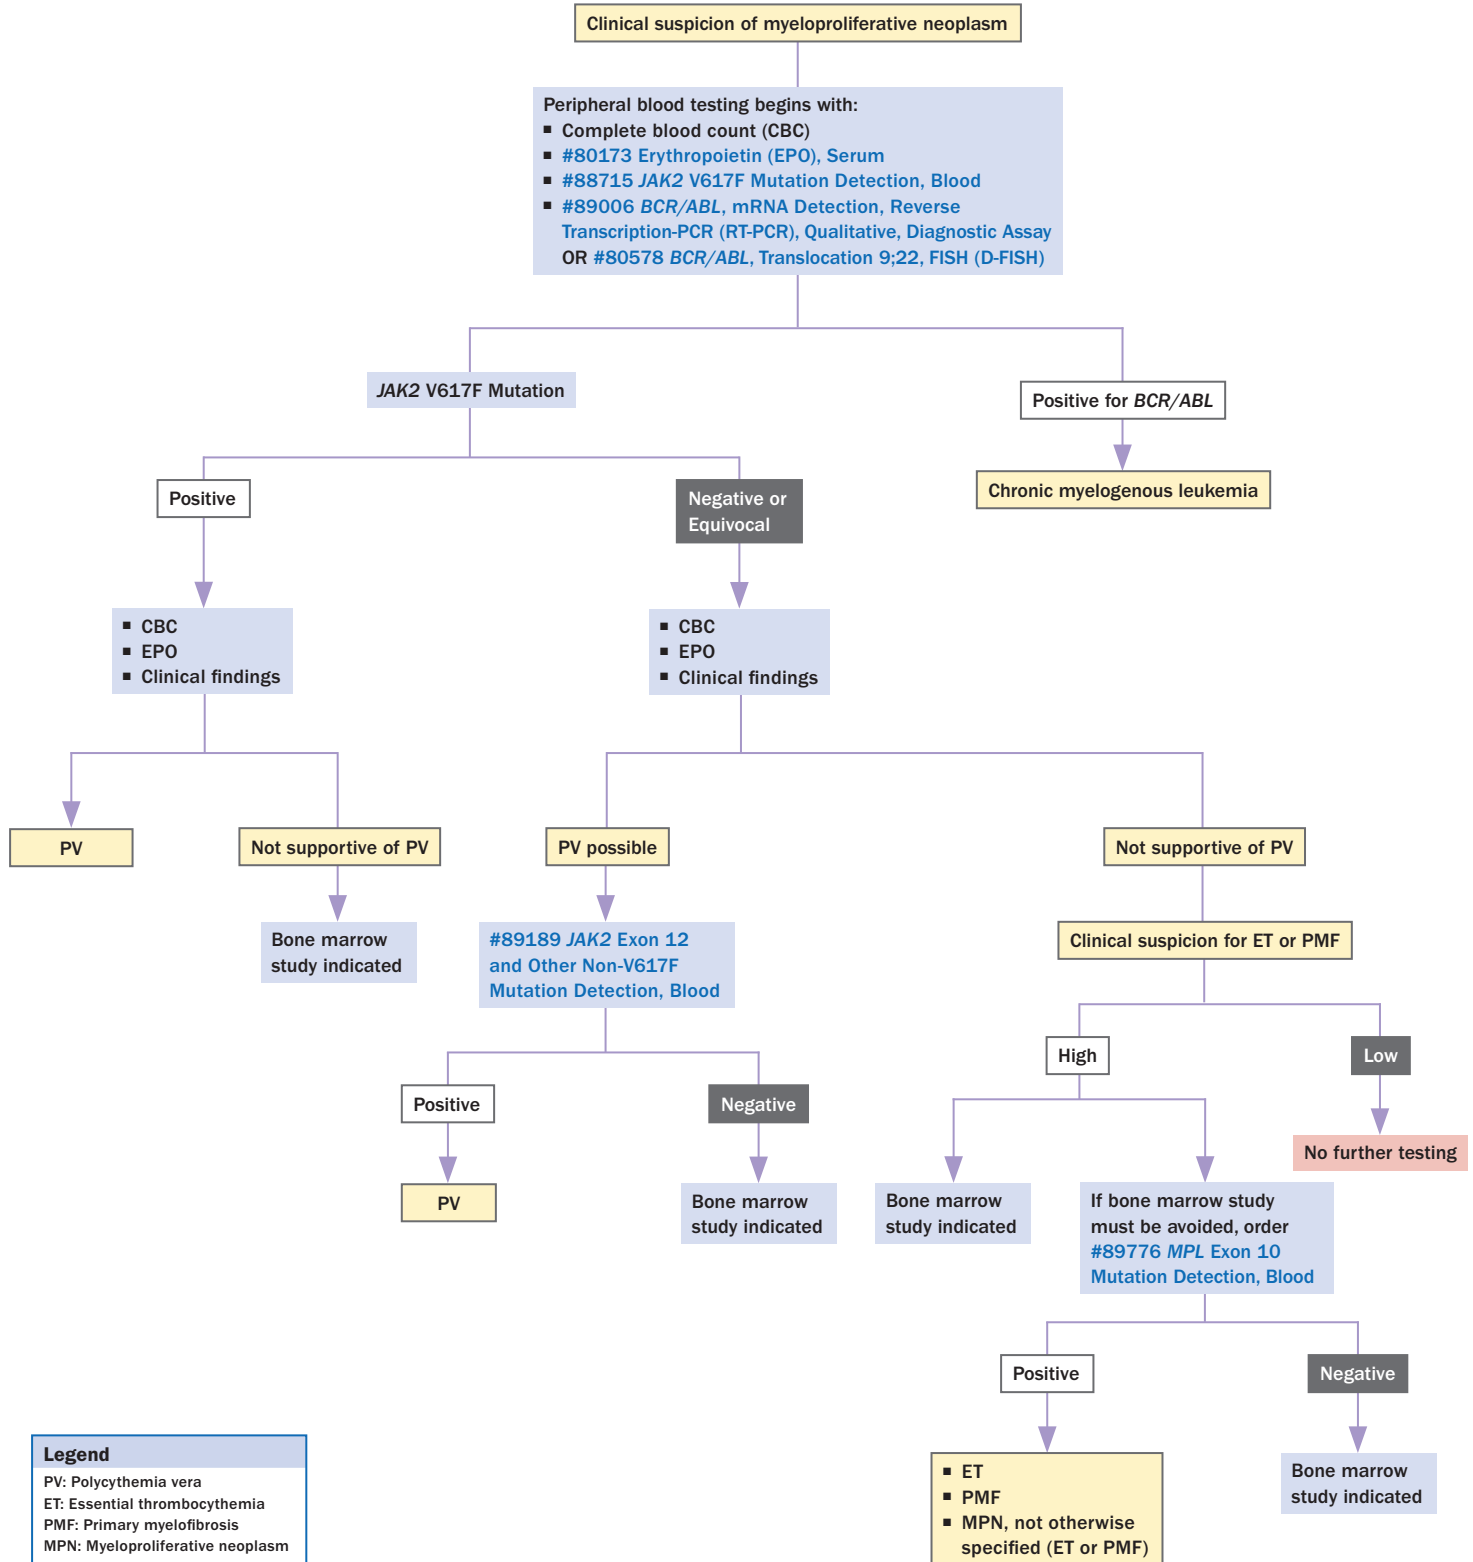 Clinical suspicion of myeloproliferative neoplasm
Peripheral blood testing begins with:
▪ Complete blood count (CBC)
▪ #80173 Erythropoietin (EPO), Serum
▪ #88715 JAK2 V617F Mutation Detection, Blood
▪ #89006 BCR/ABL, mRNA Detection, Reverse
Transcription-PCR (RT-PCR), Qualitative, Diagnostic Assay
OR #80578 BCR/ABL, Translocation 9;22, FISH (D-FISH)
JAK2 V617F Mutation
Positive for BCR/ABL
Chronic myelogenous leukemia
Positive
Negative or
Equivocal
▪ CBC
▪ EPO
▪ Clinical findings
▪ CBC
▪ EPO
▪ Clinical findings
PV
Not supportive of PV
PV possible
Not supportive of PV
Bone marrow
study indicated
#89189 JAK2 Exon 12
and Other Non-V617F
Mutation Detection, Blood
Clinical suspicion for ET or PMF
High
Low
Positive
Negative
No further testing
PV
Bone marrow
study indicated
Bone marrow
study indicated
If bone marrow study
must be avoided, order
#89776 MPL Exon 10
Mutation Detection, Blood
Positive
Negative
▪ ET
▪ PMF
▪ MPN, not otherwise
specified (ET or PMF)
Bone marrow
study indicated
Legend
PV: Polycythemia vera
ET: Essential thrombocythemia
PMF: Primary myelofibrosis
MPN: Myeloproliferative neoplasm